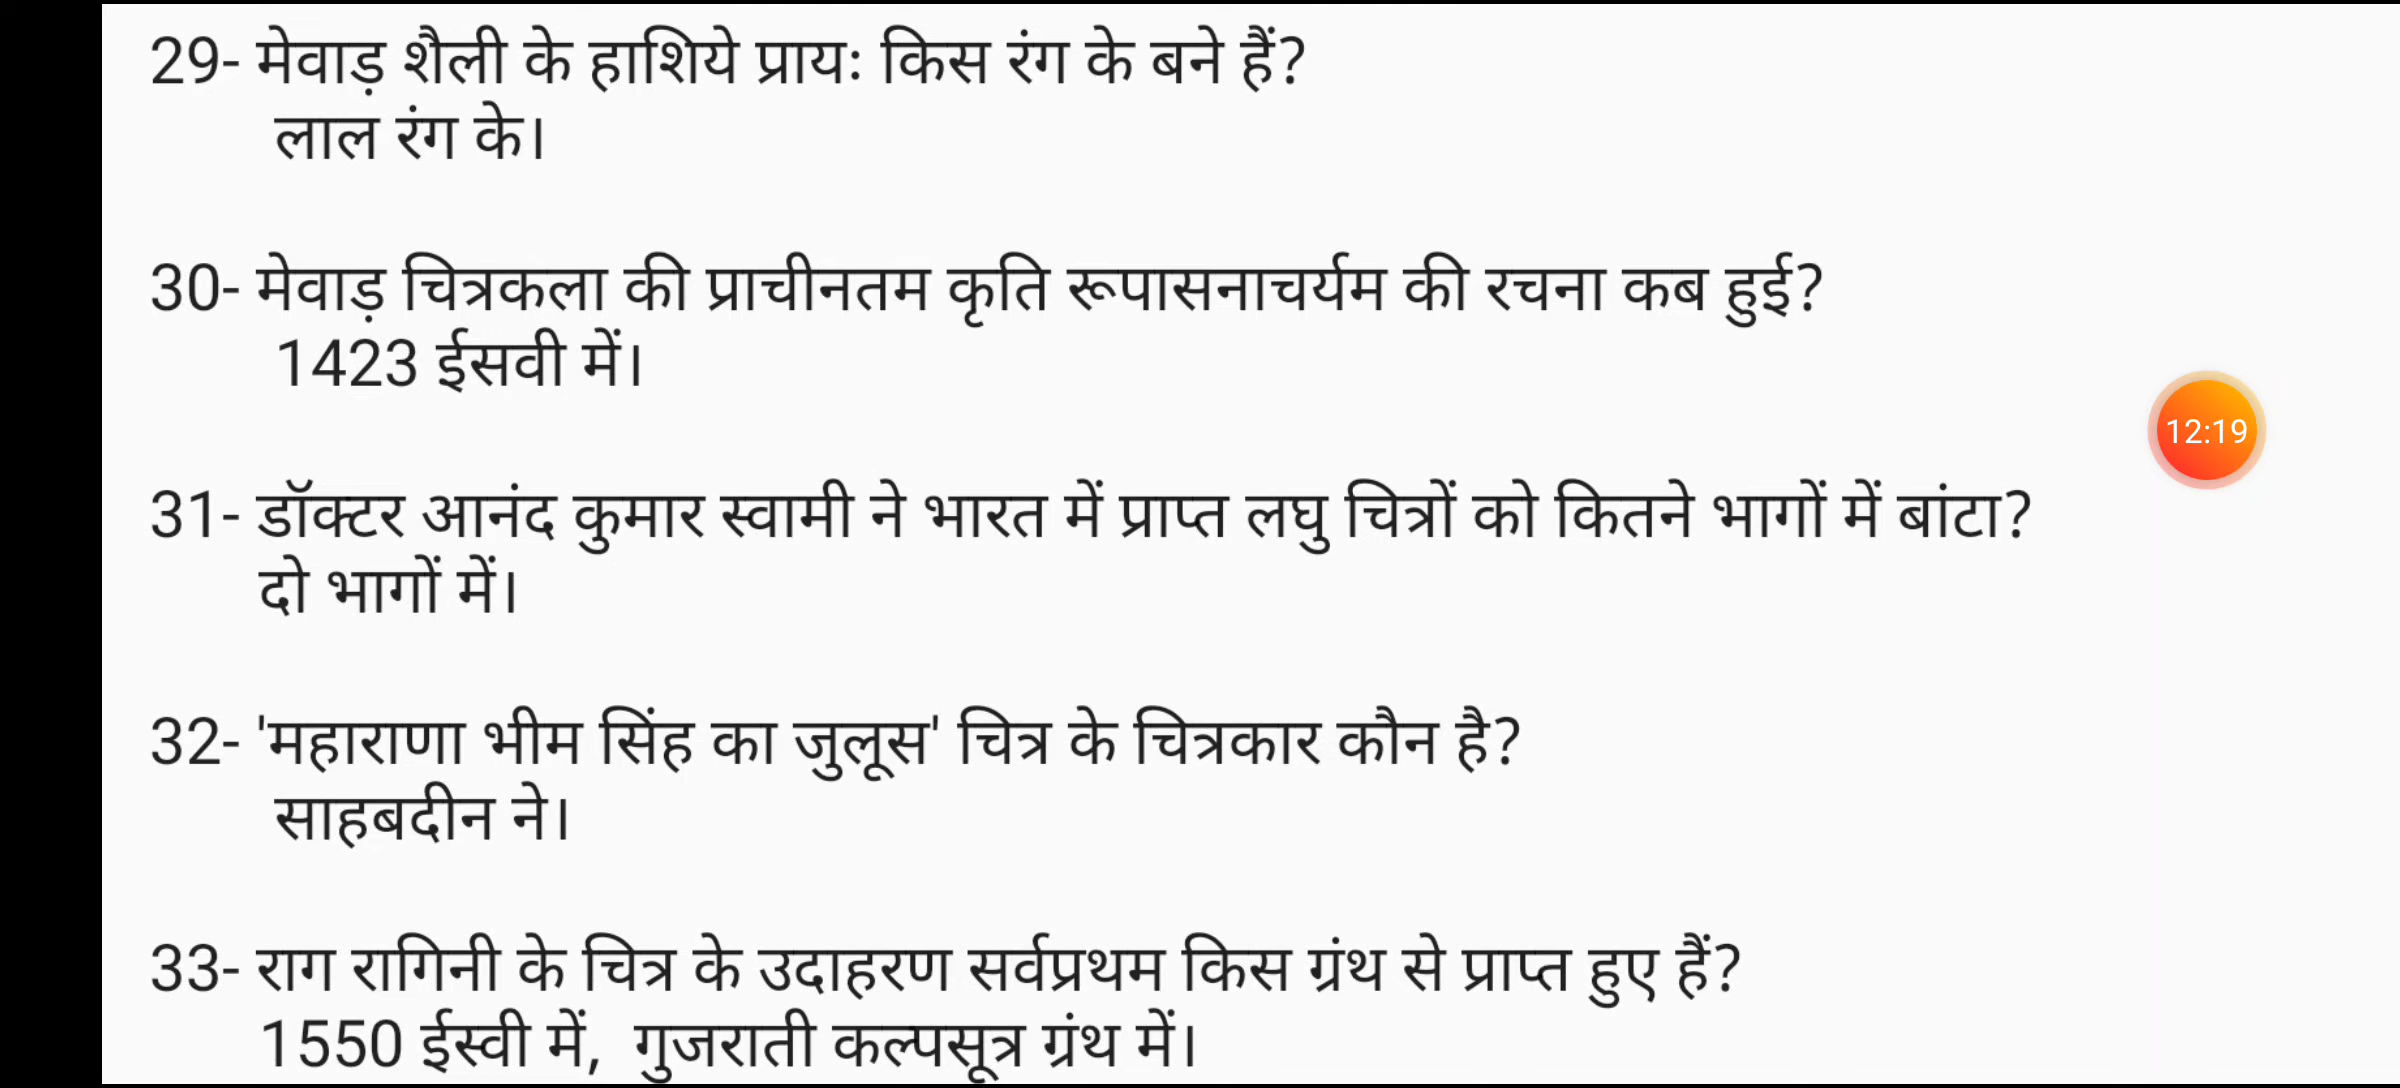 29- मेवाड़ शैली के हाशिये प्रायः किस रंग के बने हैं?
लाल रंग के।
30- मेवाड़ चित्रकला की प्राचीनतम कृति रूपासनाचर्यम की रचना कब हुई?
1423 ईसवी में।
12:19
31- डॉक्टर आनंद कुमार स्वामी ने भारत में प्राप्त लघु चित्रों को कितने भागों में बांटा?
दो भागों में।
32- 'महाराणा भीम सिंह का जुलूस' चित्र के चित्रकार कौन है?
साहबदीन ने।
33- राग रागिनी के चित्र के उदाहरण सर्वप्रथम किस ग्रंथ से प्राप्त हुए हैं?
1550 ईस्वी में, गुजराती कल्पसूत्र ग्रंथ में।